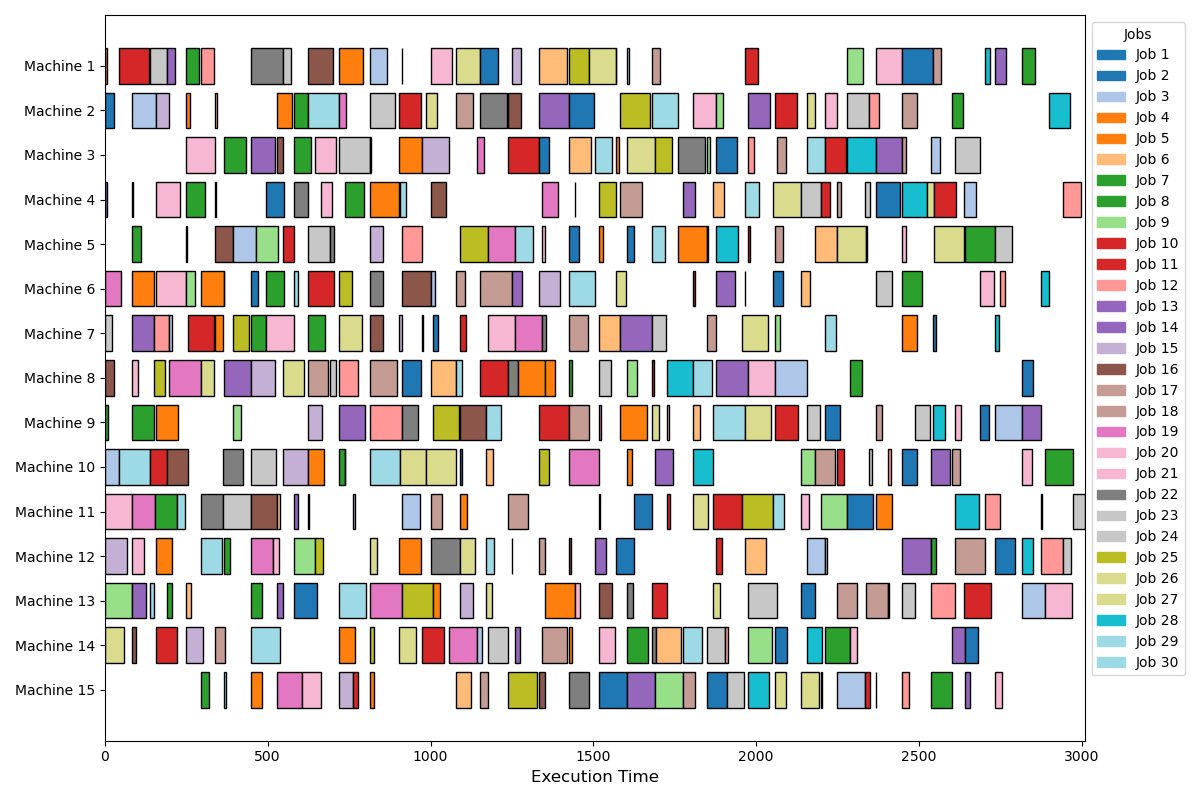 Jobs
Machine 1
Machine 2
Machine 3
Machine 4
Machine 5
Machine 6
Machine 7
Machine 8
Machine 9
Machine 10
Machine 11
Machine 12
Machine 13
Machine 14
Machine 15
Job 1
Job 2
Job 3
Job 4
Job 5
Job 6
Job 7
Job 8
Job 9
Job 10
Job 11
Job 12
Job 13
Job 14
Job 15
Job 16
Job 17
Job 18
Job 19
Job 20
Job 21
Job 22
Job 23
Job 24
Job 25
Job 26
Job 27
Job 28
Job 29
Job 30
0 500 1000 1500 2000 2500 3000
Execution Time